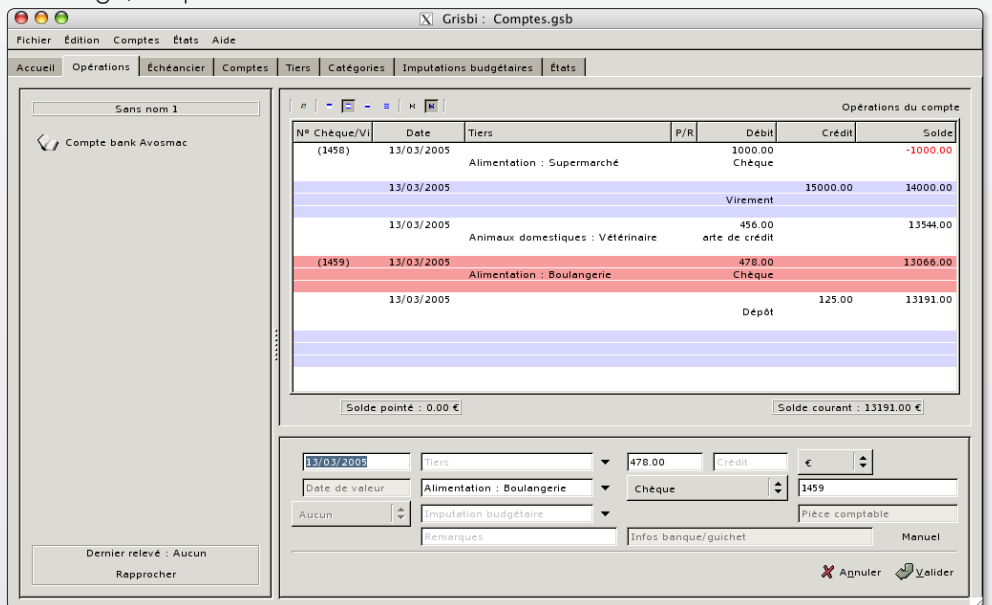 Grisbi : Comptes.gsb
Fichier Édition Comptes États Aide
Accueil Opérations Échéancier Comptes Tiers Catégories Imputations budgétaires États
Sans nom 1
Compte bank Avosmac
Opérations du compte
N° Chèque/Vi Date Tiers P/R Débit Crédit Solde
(1458) 13/03/2005 1000.00 -1000.00
Alimentation : Supermarché Chèque
13/03/2005 15000.00 14000.00
Virement
13/03/2005 456.00 13544.00
Animaux domestiques : Vétérinaire arte de crédit
(1459) 13/03/2005 478.00 13066.00
Alimentation : Boulangerie Chèque
13/03/2005 125.00 13191.00
Dépôt
Solde pointé : 0.00 €
Solde courant : 13191.00 €
13/03/2005 Tiers 478.00 Crédit €
Date de valeur Alimentation : Boulangerie Chèque 1459
Aucun Imputation budgétaire Pièce comptable
Remarques Infos banque/guichet Manuel
Annuler Valider
Dernier relevé : Aucun
Rapprocher